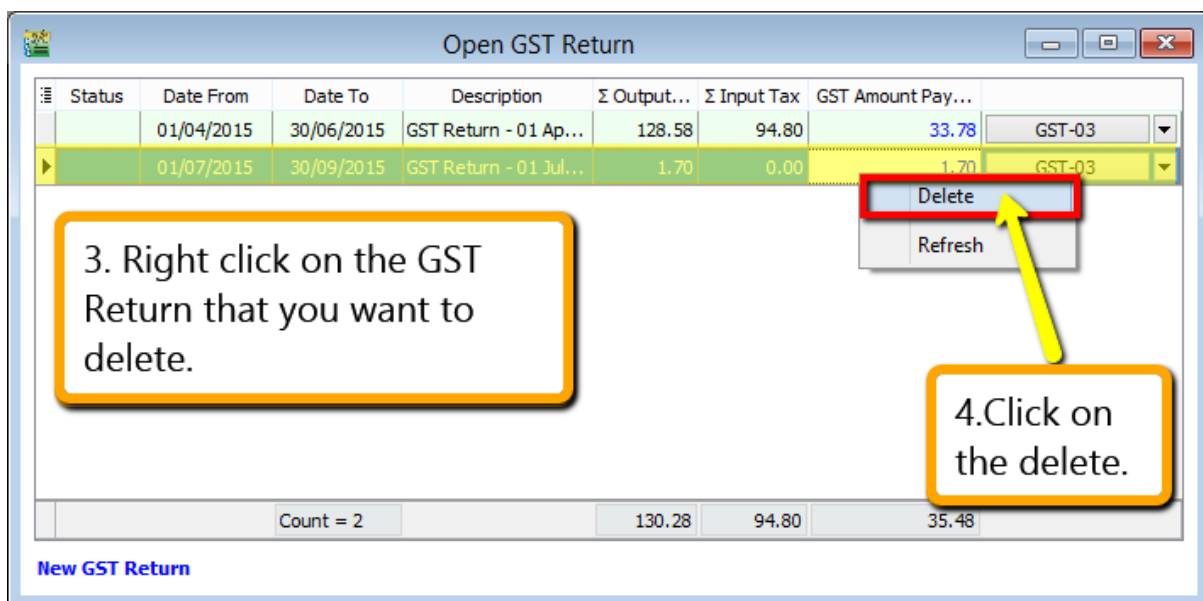 Open GST Return
Status Date From Date To Description Σ Output... Σ Input Tax GST Amount Pay...
01/04/2015 30/06/2015 GST Return - 01 Ap... 128.58 94.80 33.78 GST-03
01/07/2015 30/09/2015 GST Return - 01 Jul... 1.70 0.00 1.70 GST-03
Delete
Refresh
3. Right click on the GST
Return that you want to
delete.
4.Click on
the delete.
Count = 2 130.28 94.80 35.48
New GST Return